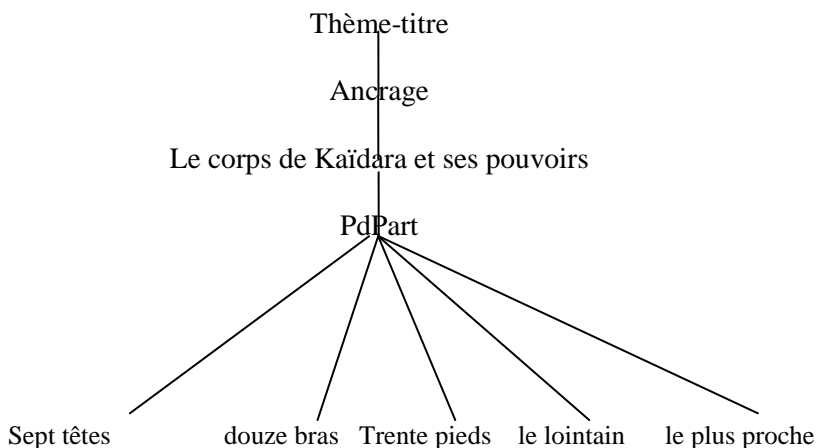 Thème-titre
Ancrage
Le corps de Kaïdara et ses pouvoirs
PdPart
Sept têtes douze bras Trente pieds le lointain le plus proche